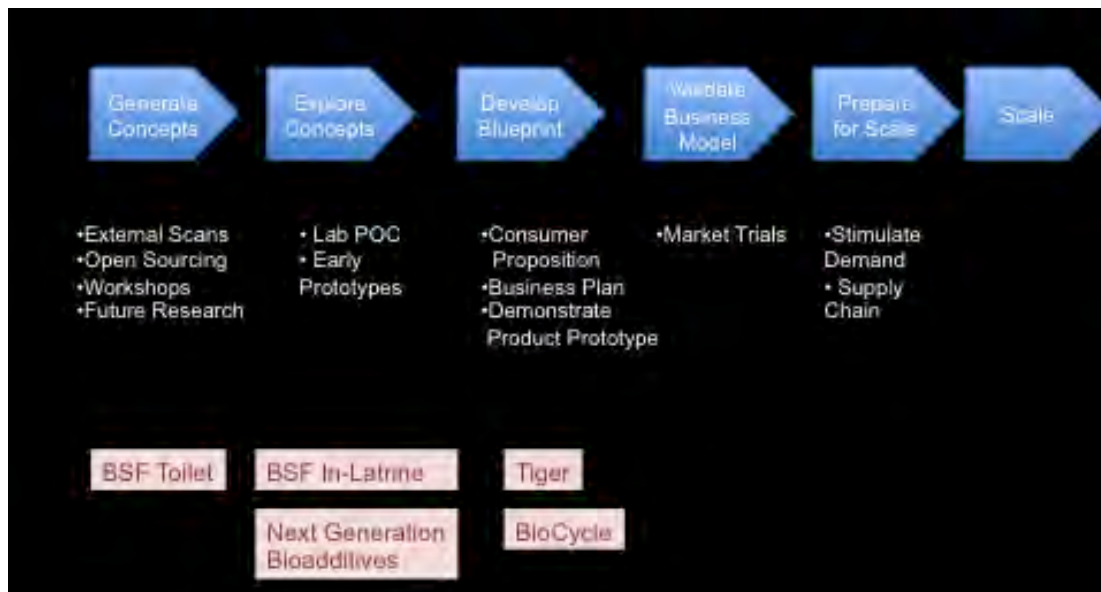 Generate
Concepts
Explore
Concepts
Develop
Blueprint
Validate
Business
Model
Prepare
for Scale
Scale
•External Scans
•Open Sourcing
•Workshops
•Future Research
• Lab POC
• Early
Prototypes
•Consumer
Proposition
•Business Plan
•Demonstrate
Product Prototype
•Market Trials
•Stimulate
Demand
• Supply
Chain
BSF Toilet
BSF In-Latrine
Next Generation
Bioadditives
Tiger
BioCycle